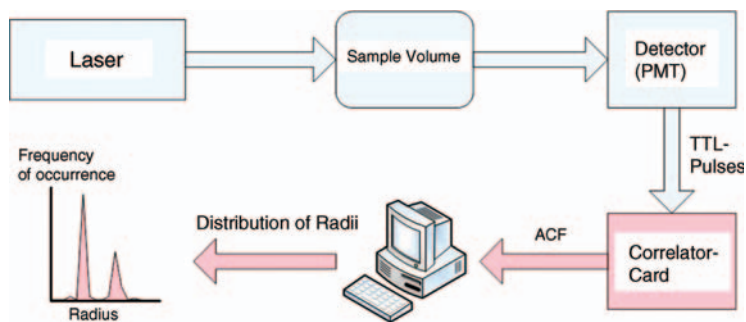 Laser
Sample Volume
Detector
(PMT)
TTL-
Pulses
Correlator-
Card
ACF
Distribution of Radii
Frequency
of occurrence
Radius